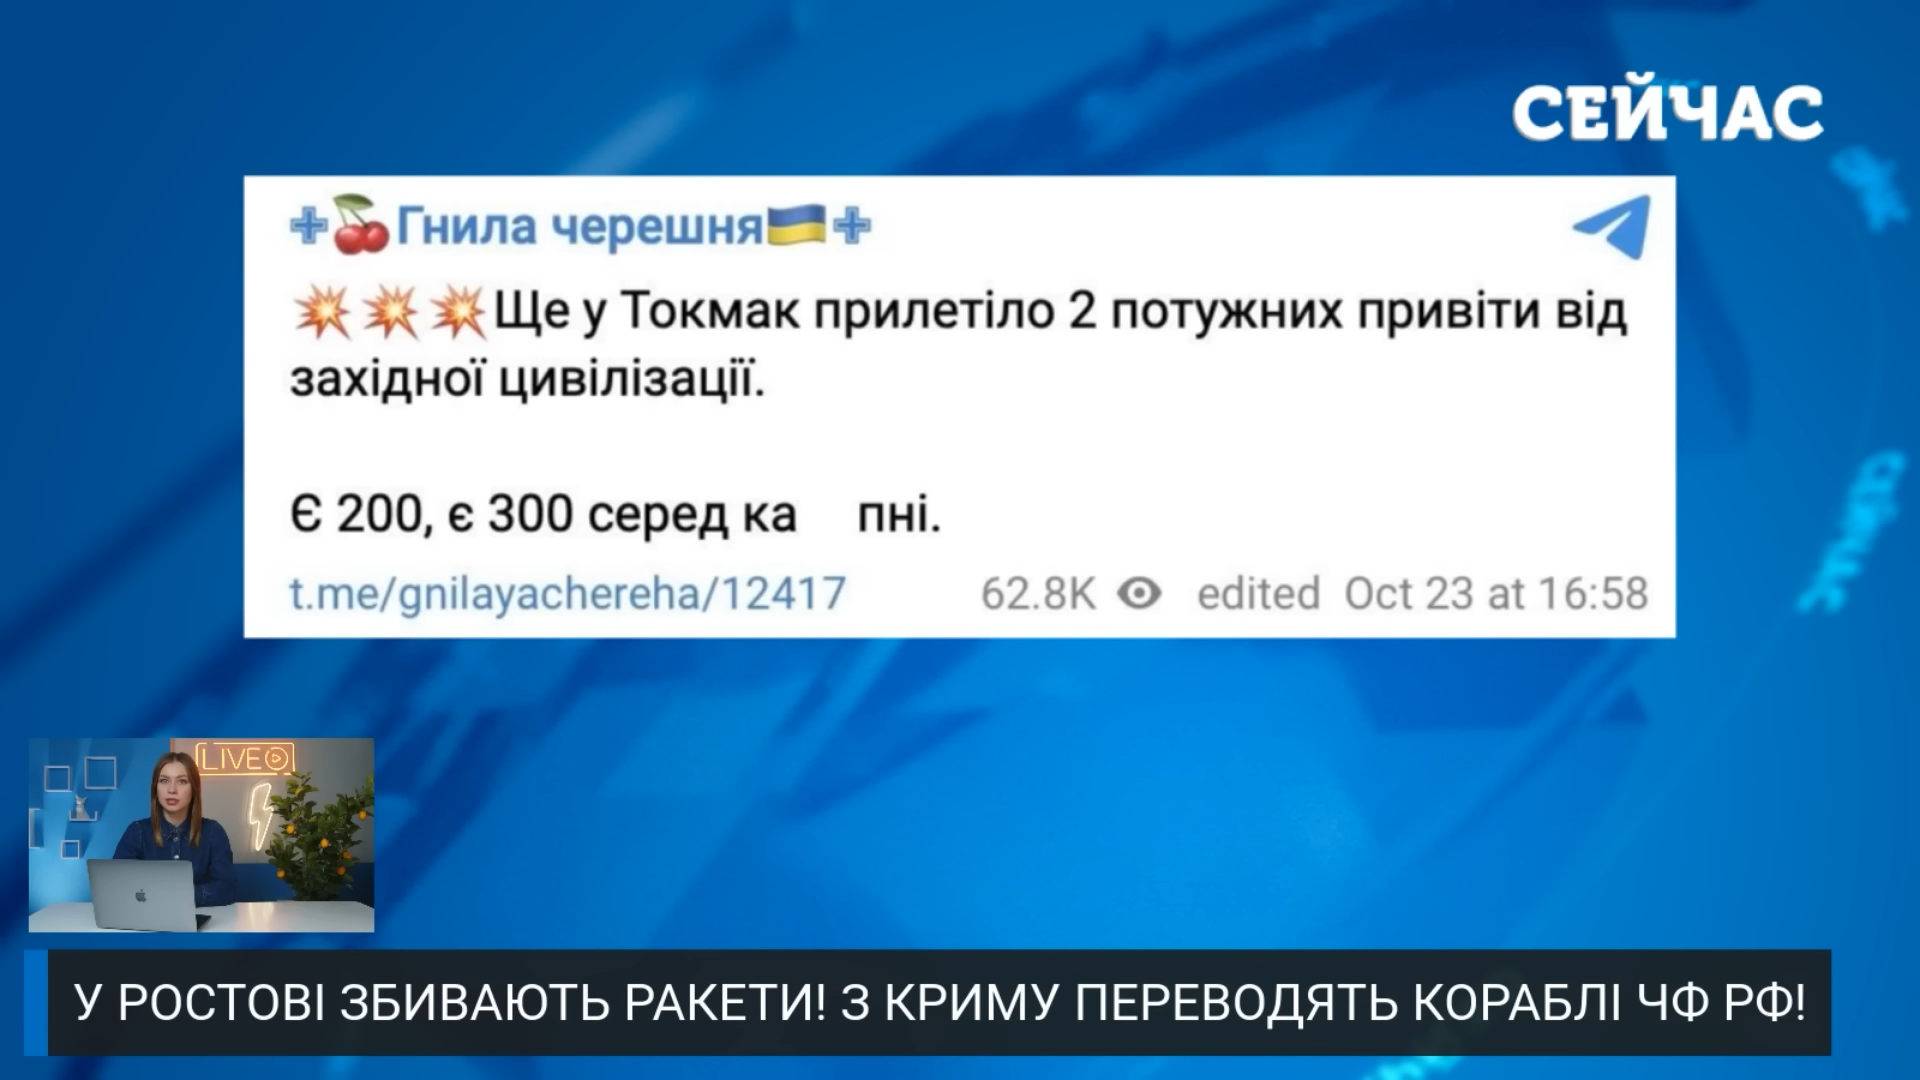 СЕЙЧАС
Гнила черешня
Ще у Токмак прилетіло 2 потужних привіти від
західної цивілізації.
Є 200, є 300 серед ка пні.
t.me/gnilayachereha/12417 62.8K edited Oct 23 at 16:58
LIVE
У РОСТОВІ ЗБИВАЮТЬ РАКЕТИ! З КРИМУ ПЕРЕВОДЯТЬ КОРАБЛІ ЧФ РФ!